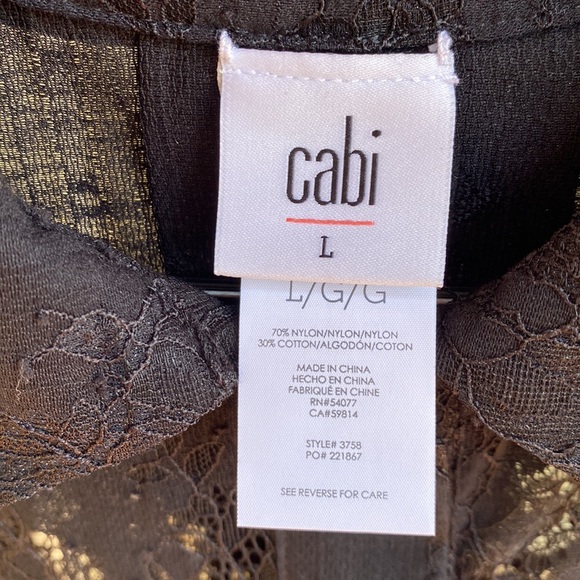 cabi
L
L/G/G
70% NYLON/NYLON/NYLON
30% COTTON/ALGODÓN/COTON
MADE IN CHINA
HECHO EN CHINA
FABRIQUÉ EN CHINE
RN#54077
CA#59814
STYLE# 3758
PO# 221867
SEE REVERSE FOR CARE